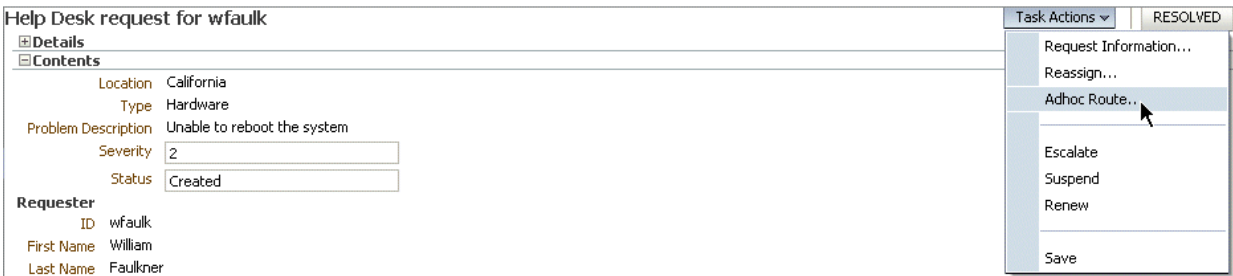 Help Desk request for wfaulk
Task Actions
RESOLVED
Details
Contents
Location California
Type Hardware
Problem Description Unable to reboot the system
Severity 2
Status Created
Requester
ID wfaulk
First Name William
Last Name Faulkner
Request Information...
Reassign...
Adhoc Route...
Escalate
Suspend
Renew
Save